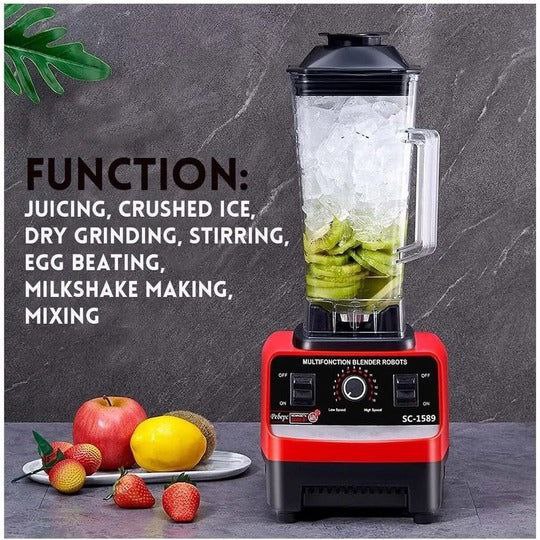 FUNCTION:
JUICING, CRUSHED ICE,
DRY GRINDING, STIRRING,
EGG BEATING,
MILKSHAKE MAKING,
MIXING
MULTIFONCTION BLENDER ROBOTS
OFF
OFF
ON
ON
Low Speed
High Speed
SC-1589